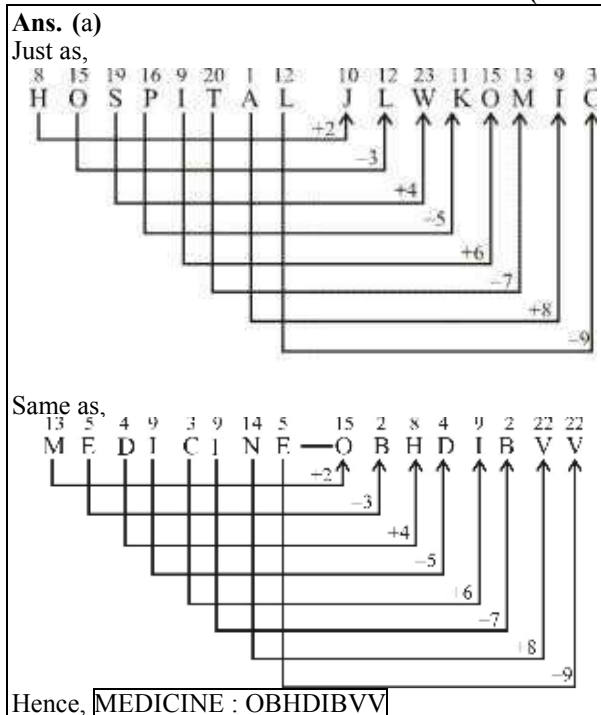 Ans. (a)
Just as,
8 15 19 16 9 20 1 12 10 12 23 11 15 13 9 3
H O S P I T A L J L W K O M I C
+2
–3
+4
–5
+6
–7
+8
–9
Same as,
13 5 4 9 3 9 14 5 15 2 8 4 9 2 22 22
M E D I C I N E — O B H D I B V V
+2
–3
+4
–5
+6
–7
+8
–9
Hence, MEDICINE : OBHDIBVV